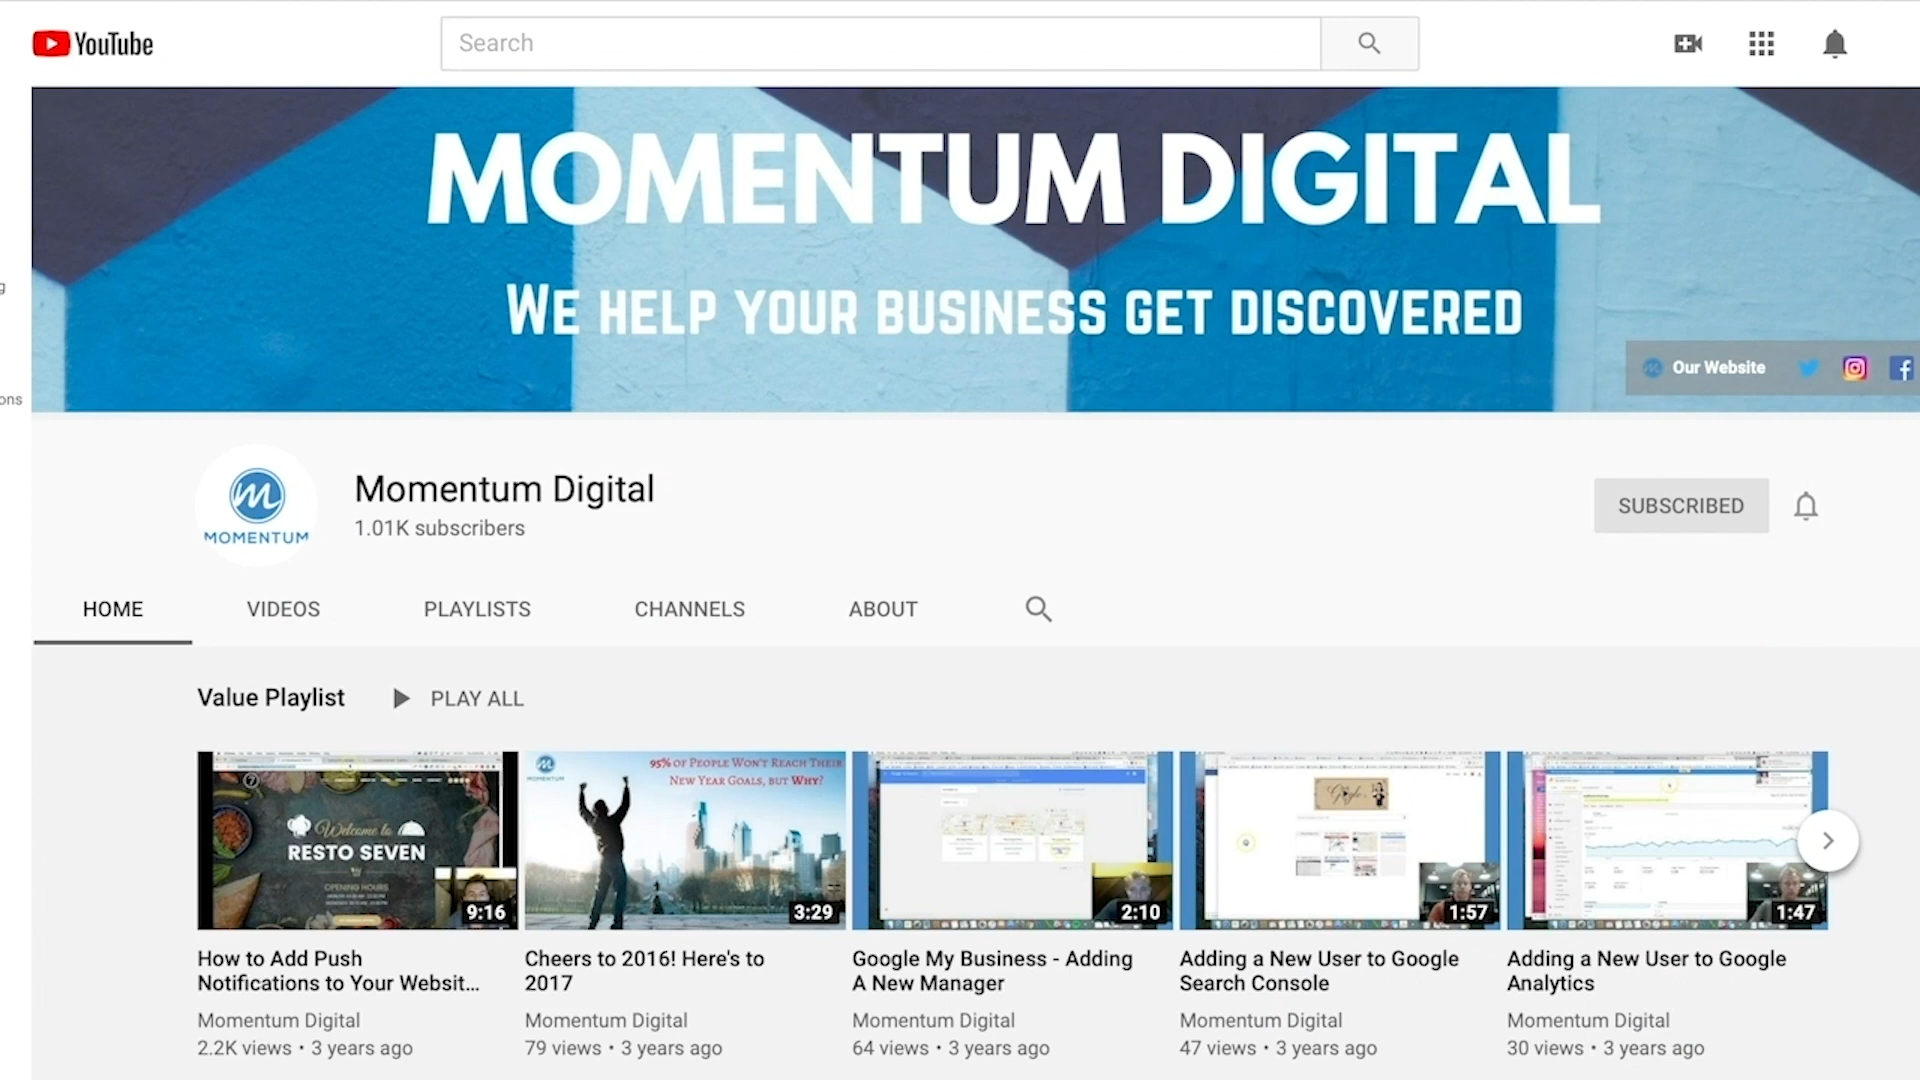 YouTube
Search
MOMENTUM DIGITAL
WE HELP YOUR BUSINESS GET DISCOVERED
g
Our Website
ons
MOMENTUM
Momentum Digital
1.01K subscribers
SUBSCRIBED
HOME
VIDEOS
PLAYLISTS
CHANNELS
ABOUT
Value Playlist
PLAY ALL
Welcome to
RESTO SEVEN
OPENING HOURS
9:16
MOMENTUM
95% OF PEOPLE WON'T REACH THEIR
NEW YEAR GOALS, BUT WHY?
3:29
2:10
Google
1:57
1:47
How to Add Push
Notifications to Your Websit...
Momentum Digital
2.2K views • 3 years ago
Cheers to 2016! Here's to
2017
Momentum Digital
79 views • 3 years ago
Google My Business - Adding
A New Manager
Momentum Digital
64 views • 3 years ago
Adding a New User to Google
Search Console
Momentum Digital
47 views • 3 years ago
Adding a New User to Google
Analytics
Momentum Digital
30 views • 3 years ago